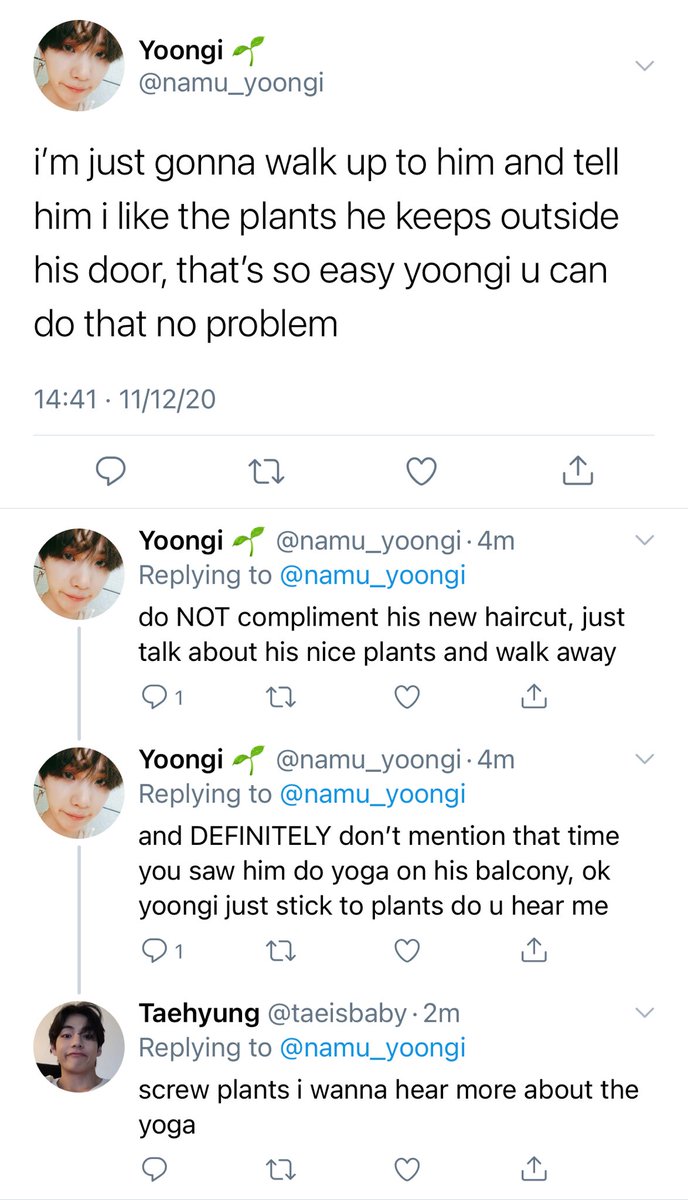 Yoongi 🌱
@namu_yoongi
i’m just gonna walk up to him and tell
him i like the plants he keeps outside
his door, that’s so easy yoongi u can
do that no problem
14:41 · 11/12/20
Yoongi 🌱 @namu_yoongi · 4m
Replying to @namu_yoongi
do NOT compliment his new haircut, just
talk about his nice plants and walk away
1
Yoongi 🌱 @namu_yoongi · 4m
Replying to @namu_yoongi
and DEFINITELY don’t mention that time
you saw him do yoga on his balcony, ok
yoongi just stick to plants do u hear me
1
Taehyung @taeisbaby · 2m
Replying to @namu_yoongi
screw plants i wanna hear more about the
yoga